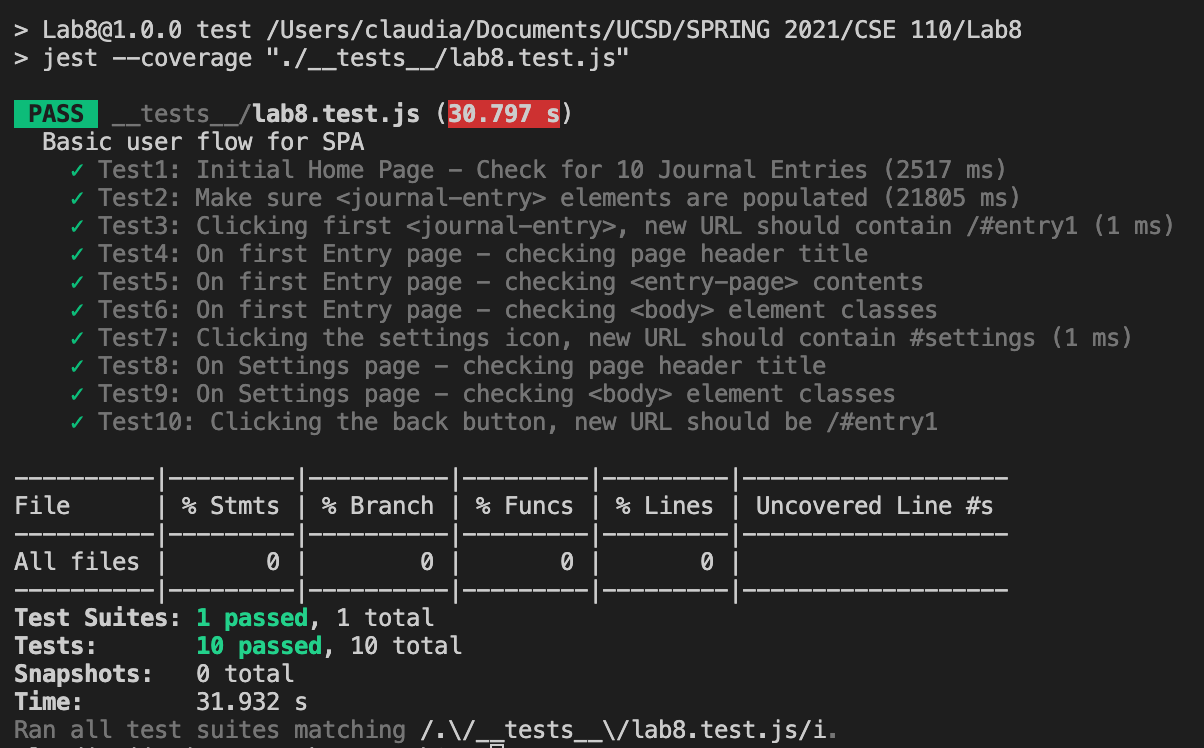 > Lab8@1.0.0 test /Users/claudia/Documents/UCSD/SPRING 2021/CSE 110/Lab8
> jest --coverage "./__tests__/lab8.test.js"
PASS __tests__/lab8.test.js (30.797 s)
Basic user flow for SPA
✓ Test1: Initial Home Page - Check for 10 Journal Entries (2517 ms)
✓ Test2: Make sure <journal-entry> elements are populated (21805 ms)
✓ Test3: Clicking first <journal-entry>, new URL should contain /#entry1 (1 ms)
✓ Test4: On first Entry page - checking page header title
✓ Test5: On first Entry page - checking <entry-page> contents
✓ Test6: On first Entry page - checking <body> element classes
✓ Test7: Clicking the settings icon, new URL should contain #settings (1 ms)
✓ Test8: On Settings page - checking page header title
✓ Test9: On Settings page - checking <body> element classes
✓ Test10: Clicking the back button, new URL should be /#entry1
----------|---------|----------|---------|---------|-------------------
File      | % Stmts | % Branch | % Funcs | % Lines | Uncovered Line #s
----------|---------|----------|---------|---------|-------------------
All files |       0 |        0 |       0 |       0 |
----------|---------|----------|---------|---------|-------------------
Test Suites: 1 passed, 1 total
Tests:       10 passed, 10 total
Snapshots:   0 total
Time:        31.932 s
Ran all test suites matching /.\/__tests__\/lab8.test.js/i.